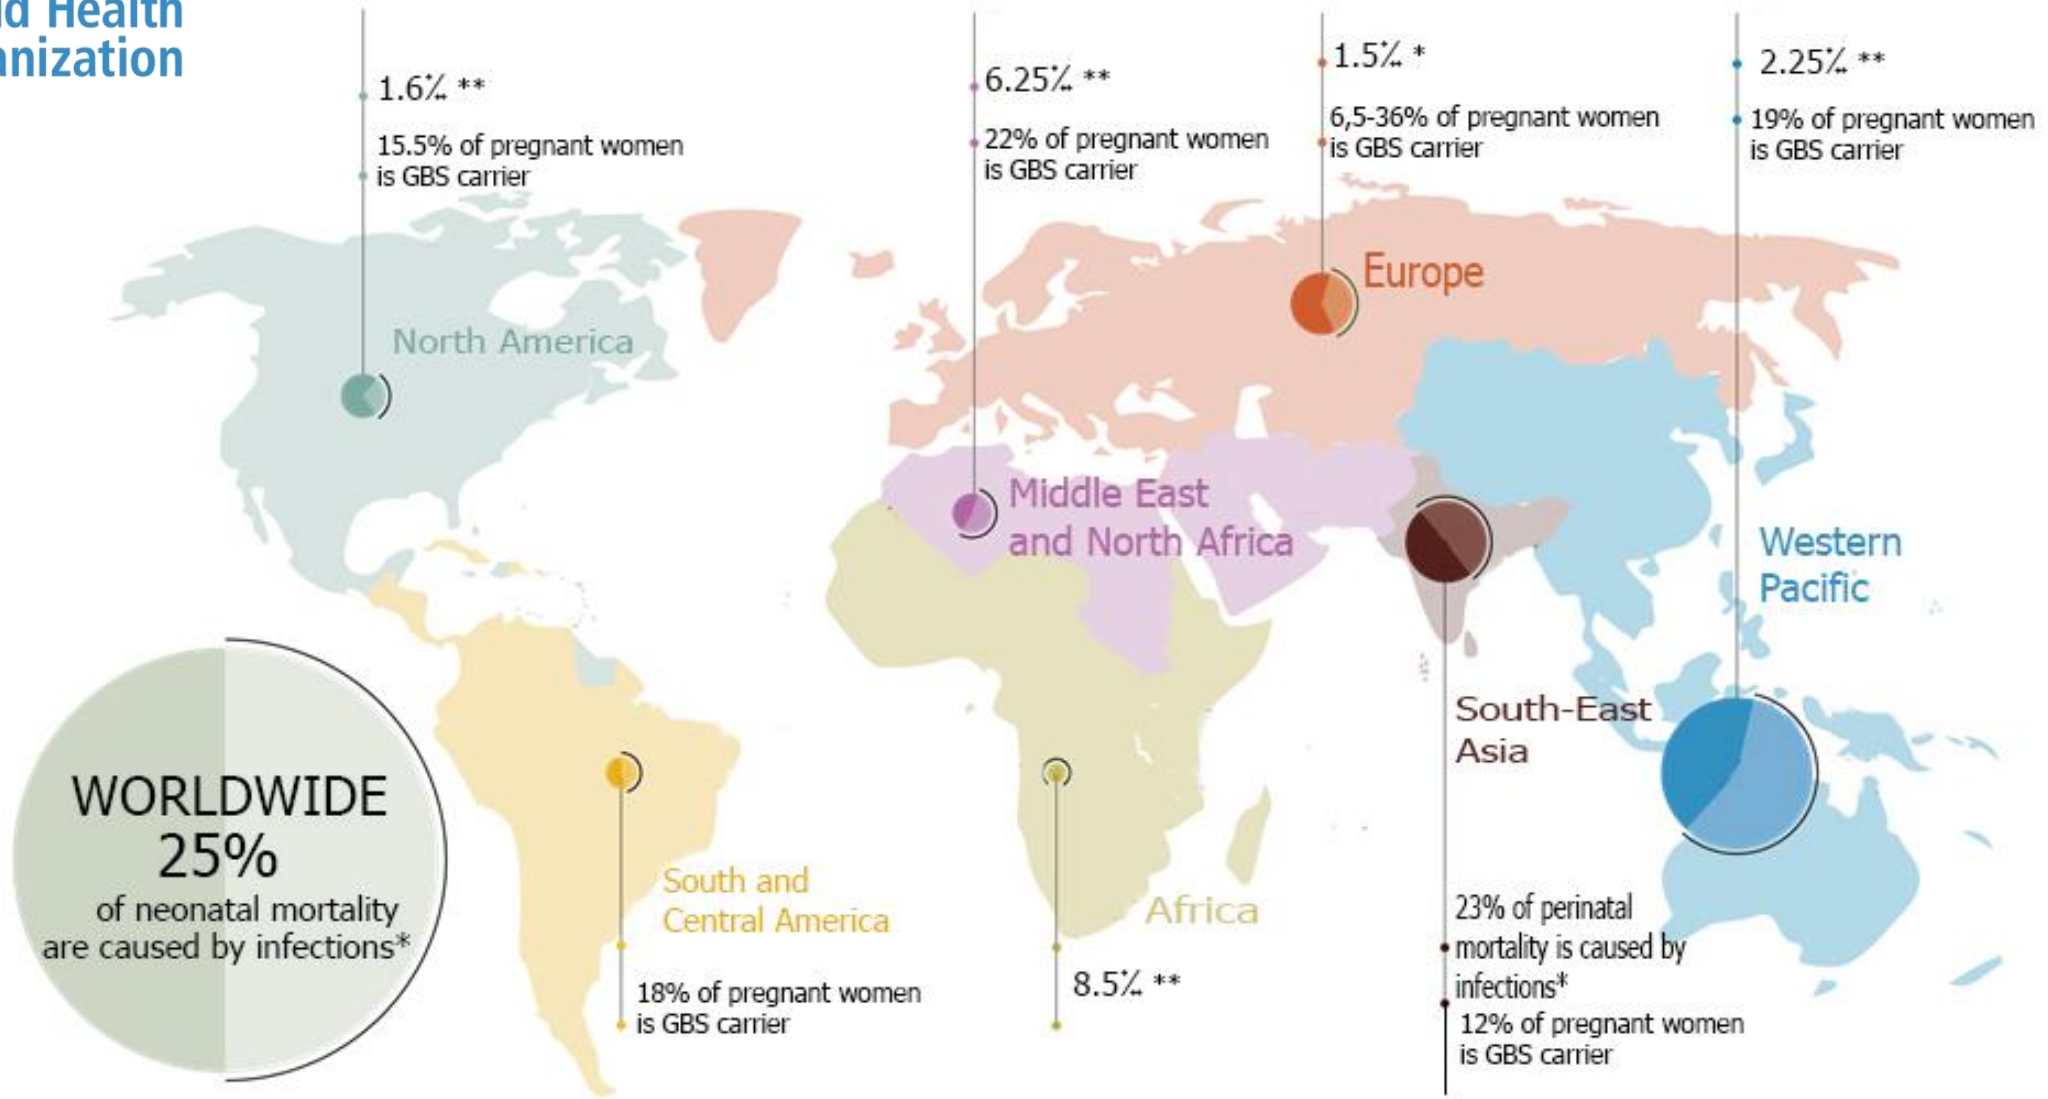 ld Health
anization
1.6‰ **
15.5% of pregnant women
is GBS carrier
6.25‰ **
22% of pregnant women
is GBS carrier
1.5‰ *
6,5-36% of pregnant women
is GBS carrier
2.25‰ **
19% of pregnant women
is GBS carrier
North America
Europe
Middle East
and North Africa
Western
Pacific
South-East
Asia
WORLDWIDE
25%
of neonatal mortality
are caused by infections*
South and
Central America
18% of pregnant women
is GBS carrier
Africa
8.5‰ **
23% of perinatal
mortality is caused by
infections*
12% of pregnant women
is GBS carrier